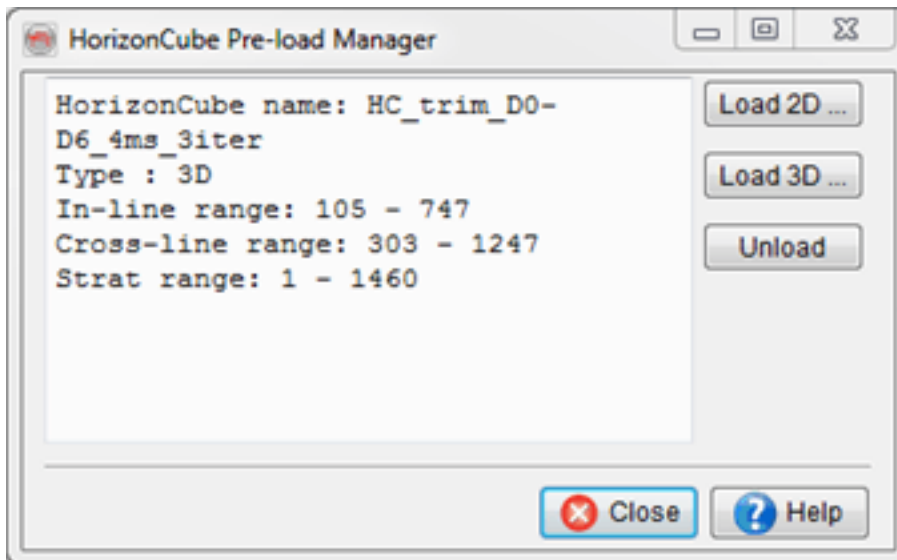 HorizonCube Pre-load Manager
HorizonCube name: HC_trim_D0-
D6_4ms_3iter
Type : 3D
In-line range: 105 - 747
Cross-line range: 303 - 1247
Strat range: 1 - 1460
Load 2D ...
Load 3D ...
Unload
Close
Help